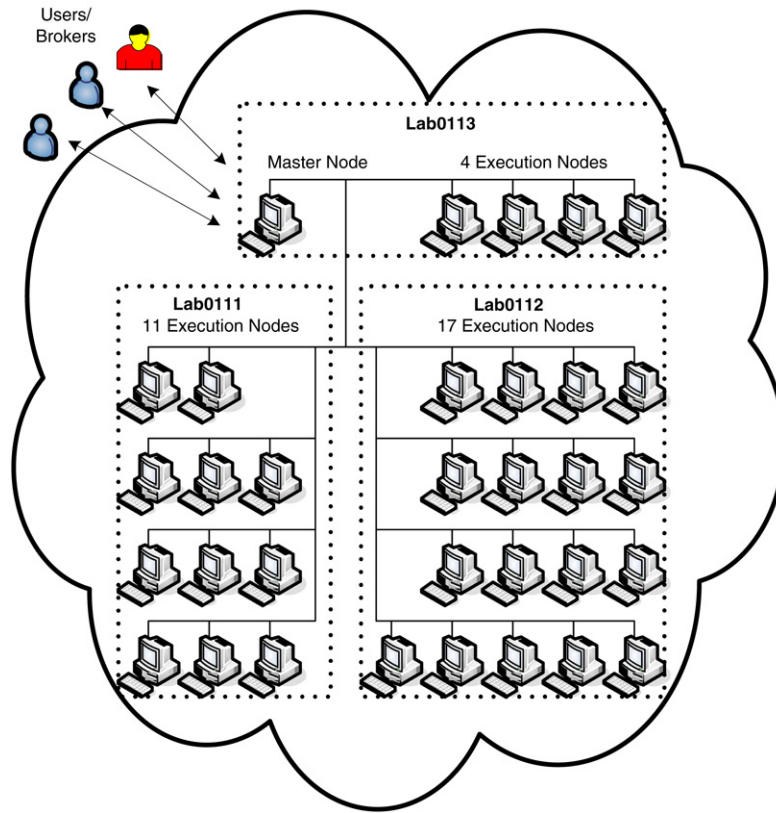 Users/
Brokers
Lab0113
Master Node
4 Execution Nodes
Lab0111
11 Execution Nodes
Lab0112
17 Execution Nodes